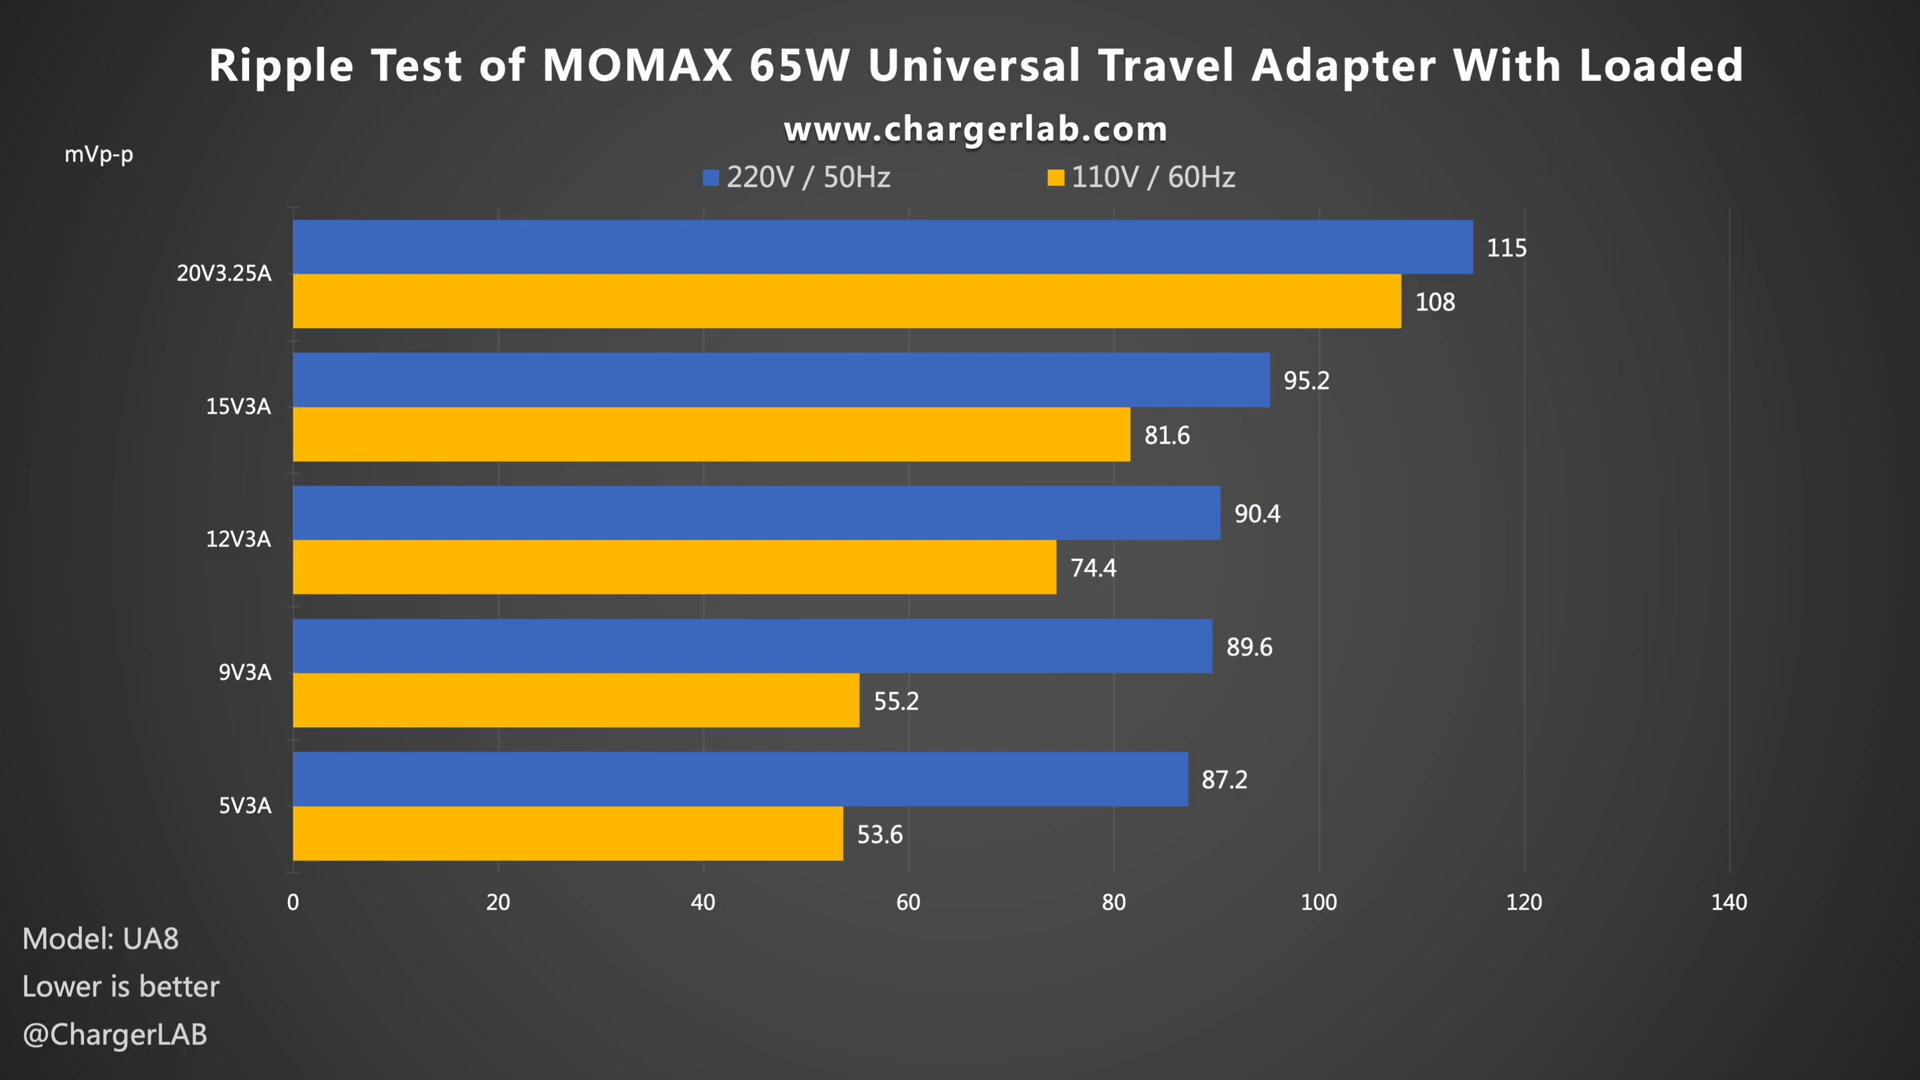 Ripple Test of MOMAX 65W Universal Travel Adapter With Loaded
www.chargerlab.com
mVp-p
220V / 50Hz 110V / 60Hz
20V3.25A 115
108
15V3A 95.2
81.6
12V3A 90.4
74.4
9V3A 89.6
55.2
5V3A 87.2
53.6
0 20 40 60 80 100 120 140
Model: UA8
Lower is better
@ChargerLAB